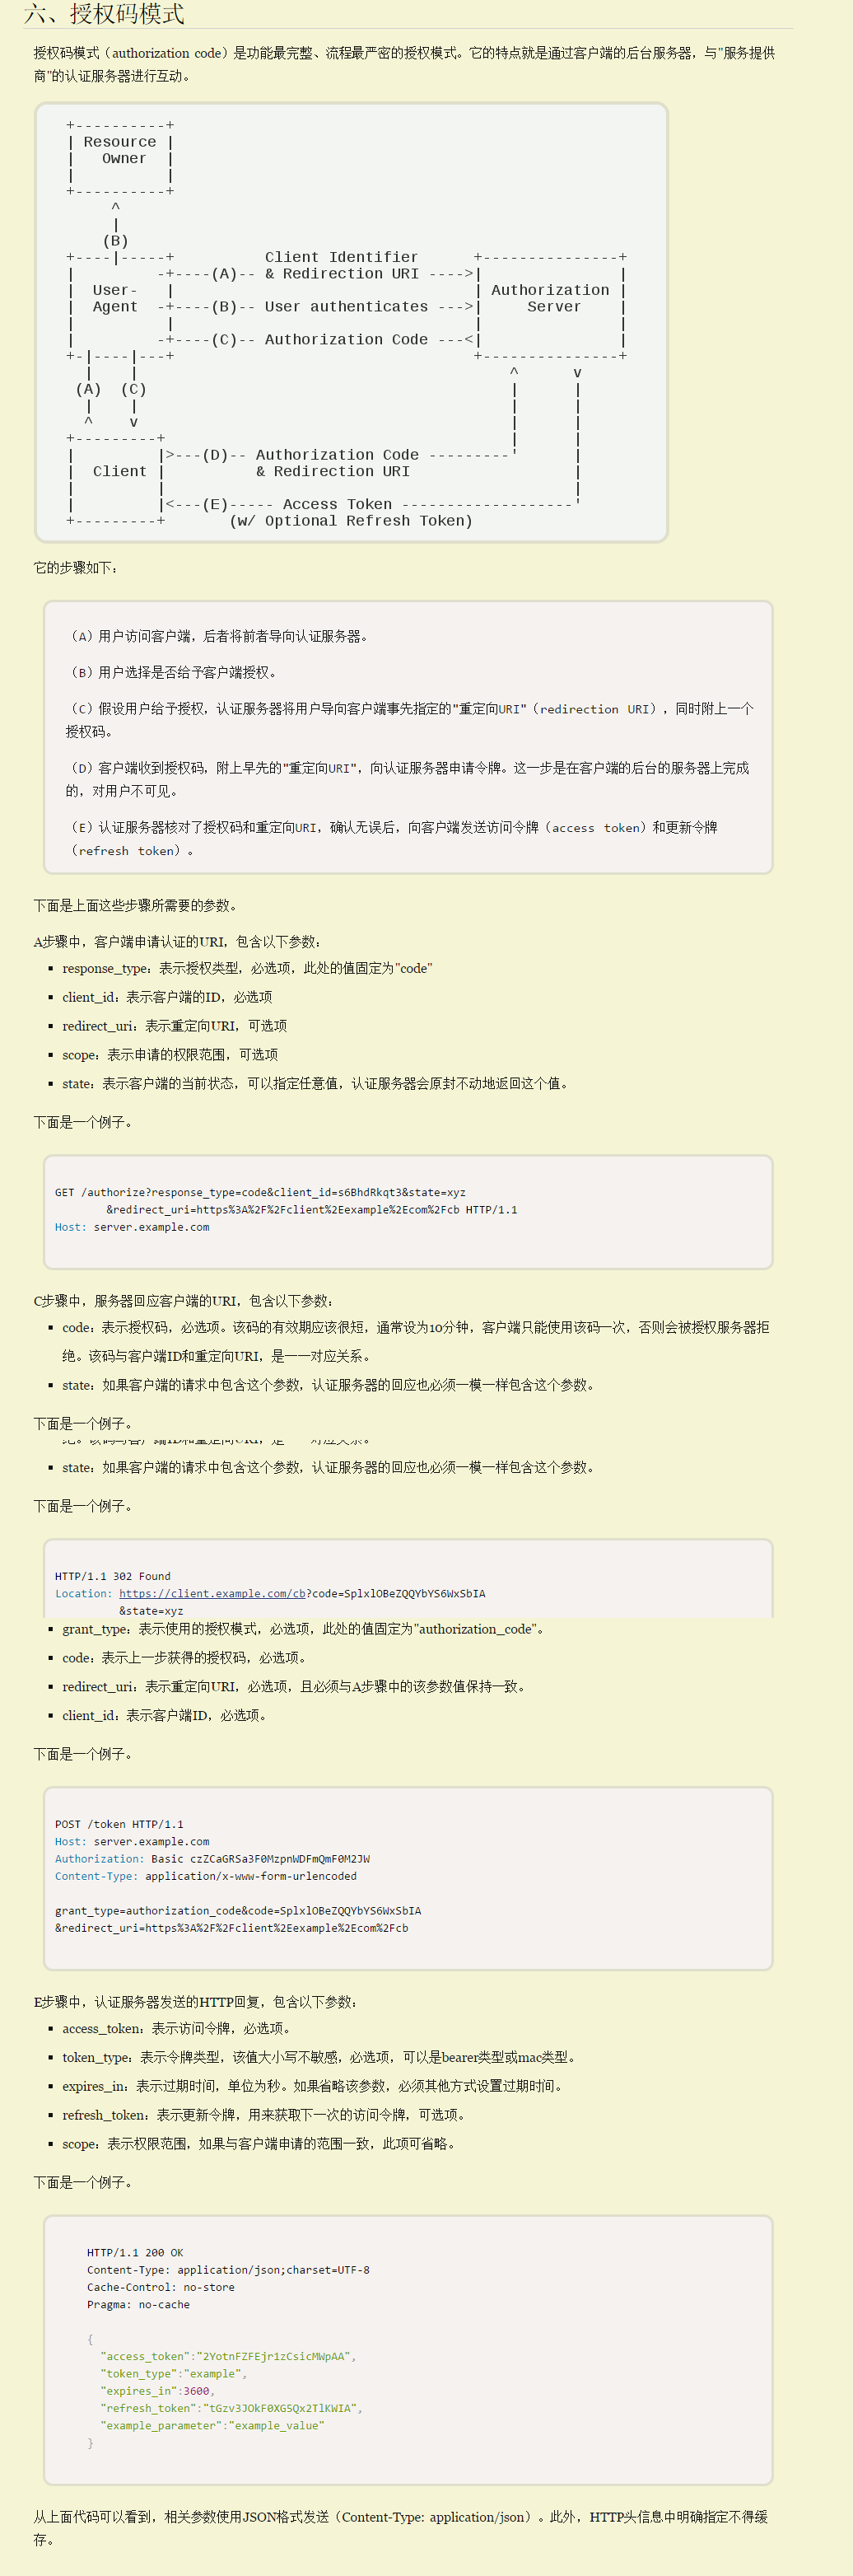 六、授权码模式
授权码模式（authorization code）是功能最完整、流程最严密的授权模式。它的特点就是通过客户端的后台服务器，与"服务提供
商"的认证服务器进行互动。
+----------+
| Resource |
|   Owner  |
|          |
+----------+
     ^
     |
    (B)
+----|-----+          Client Identifier      +---------------+
|         -+----(A)-- & Redirection URI ---->|               |
|  User-   |                                 | Authorization |
|  Agent  -+----(B)-- User authenticates --->|     Server    |
|          |                                 |               |
|         -+----(C)-- Authorization Code ---<|               |
+-|----|---+                                 +---------------+
  |    |                                         ^      v
 (A)  (C)                                        |      |
  |    |                                         |      |
  ^    v                                         |      |
+---------+                                      |      |
|         |>---(D)-- Authorization Code ---------'      |
|  Client |          & Redirection URI                  |
|         |                                             |
|         |<---(E)----- Access Token -------------------'
+---------+       (w/ Optional Refresh Token)
它的步骤如下：
（A）用户访问客户端，后者将前者导向认证服务器。
（B）用户选择是否给予客户端授权。
（C）假设用户给予授权，认证服务器将用户导向客户端事先指定的"重定向URI"（redirection URI），同时附上一个
授权码。
（D）客户端收到授权码，附上早先的"重定向URI"，向认证服务器申请令牌。这一步是在客户端的后台的服务器上完成
的，对用户不可见。
（E）认证服务器核对了授权码和重定向URI，确认无误后，向客户端发送访问令牌（access token）和更新令牌
（refresh token）。
下面是上面这些步骤所需要的参数。
A步骤中，客户端申请认证的URI，包含以下参数：
▪ response_type：表示授权类型，必选项，此处的值固定为"code"
▪ client_id：表示客户端的ID，必选项
▪ redirect_uri：表示重定向URI，可选项
▪ scope：表示申请的权限范围，可选项
▪ state：表示客户端的当前状态，可以指定任意值，认证服务器会原封不动地返回这个值。
下面是一个例子。
GET /authorize?response_type=code&client_id=s6BhdRkqt3&state=xyz
        &redirect_uri=https%3A%2F%2Fclient%2Eexample%2Ecom%2Fcb HTTP/1.1
Host: server.example.com
C步骤中，服务器回应客户端的URI，包含以下参数：
▪ code：表示授权码，必选项。该码的有效期应该很短，通常设为10分钟，客户端只能使用该码一次，否则会被授权服务器拒
绝。该码与客户端ID和重定向URI，是一一对应关系。
▪ state：如果客户端的请求中包含这个参数，认证服务器的回应也必须一模一样包含这个参数。
下面是一个例子。
绝。该码与客户端ID和重定向URI，是一一对应关系。
▪ state：如果客户端的请求中包含这个参数，认证服务器的回应也必须一模一样包含这个参数。
下面是一个例子。
HTTP/1.1 302 Found
Location: https://client.example.com/cb?code=SplxlOBeZQQYbYS6WxSbIA
          &state=xyz
▪ grant_type：表示使用的授权模式，必选项，此处的值固定为"authorization_code"。
▪ code：表示上一步获得的授权码，必选项。
▪ redirect_uri：表示重定向URI，必选项，且必须与A步骤中的该参数值保持一致。
▪ client_id：表示客户端ID，必选项。
下面是一个例子。
POST /token HTTP/1.1
Host: server.example.com
Authorization: Basic czZCaGRSa3F0MzpnWDFmQmF0M2JW
Content-Type: application/x-www-form-urlencoded
grant_type=authorization_code&code=SplxlOBeZQQYbYS6WxSbIA
&redirect_uri=https%3A%2F%2Fclient%2Eexample%2Ecom%2Fcb
E步骤中，认证服务器发送的HTTP回复，包含以下参数：
▪ access_token：表示访问令牌，必选项。
▪ token_type：表示令牌类型，该值大小写不敏感，必选项，可以是bearer类型或mac类型。
▪ expires_in：表示过期时间，单位为秒。如果省略该参数，必须其他方式设置过期时间。
▪ refresh_token：表示更新令牌，用来获取下一次的访问令牌，可选项。
▪ scope：表示权限范围，如果与客户端申请的范围一致，此项可省略。
下面是一个例子。
HTTP/1.1 200 OK
Content-Type: application/json;charset=UTF-8
Cache-Control: no-store
Pragma: no-cache
{
  "access_token":"2YotnFZFEjr1zCsicMWpAA",
  "token_type":"example",
  "expires_in":3600,
  "refresh_token":"tGzv3JOkF0XG5Qx2TlKWIA",
  "example_parameter":"example_value"
}
从上面代码可以看到，相关参数使用JSON格式发送（Content-Type: application/json）。此外，HTTP头信息中明确指定不得缓
存。